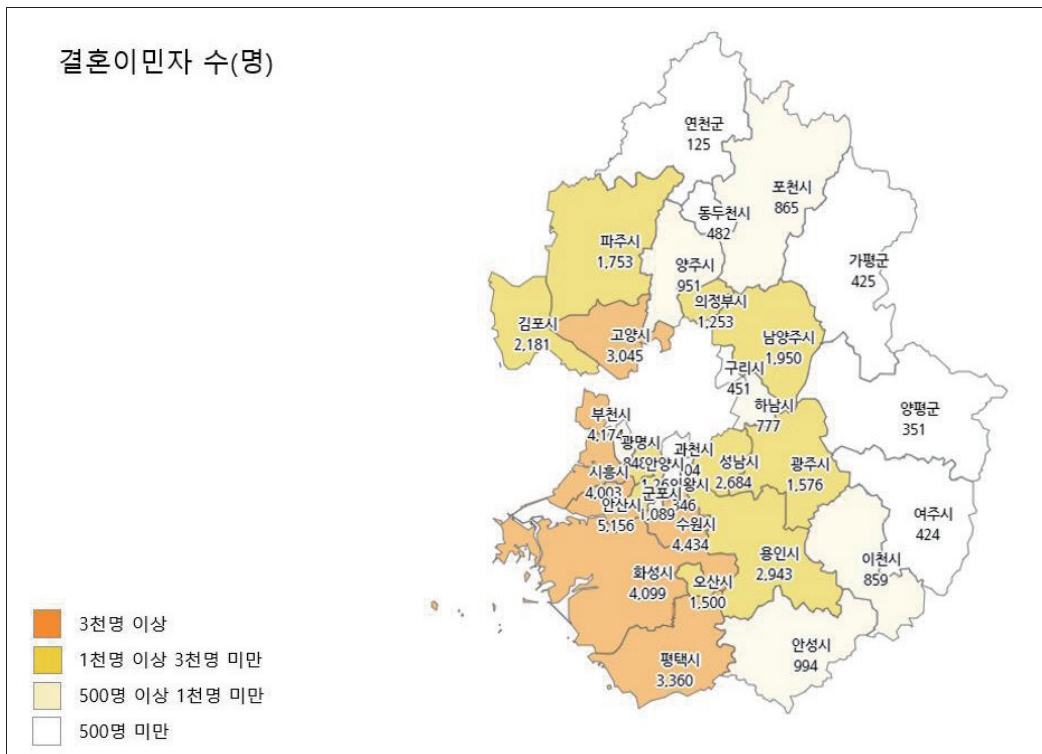 결혼이민자 수(명)
연천군
125
포천시
865
동두천시
482
파주시
1,753
양주시
951
가평군
425
의정부시
1,253
김포시
2,181
고양시
3,045
남양주시
1,950
구리시
451
하남시
777
양평군
351
부천시
4,174
광명시
848
과천시
안양시
성남시
2,684
광주시
1,576
시흥시
4,003
군포시
1,089
346
안산시
5,156
수원시
4,434
여주시
424
용인시
2,943
이천시
859
화성시
4,099
오산시
1,500
안성시
994
평택시
3,360
3천명 이상
1천명 이상 3천명 미만
500명 이상 1천명 미만
500명 미만